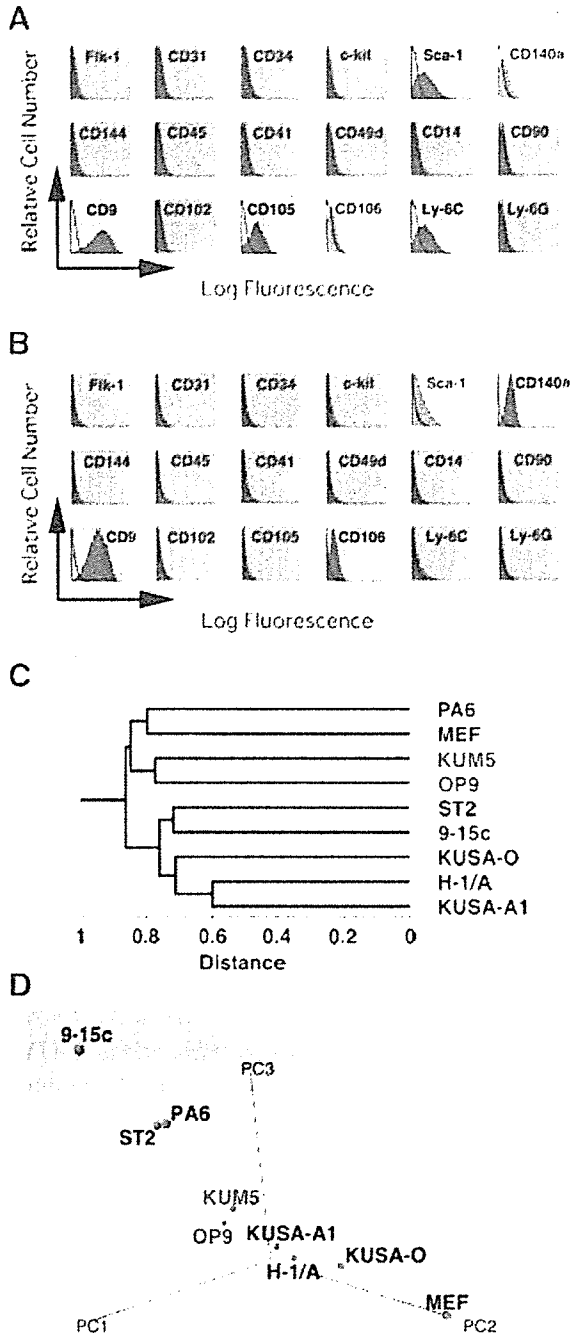 A
Relative Cell Number
Flk-1 CD31 CD34 c-kit Sca-1 CD140a
CD144 CD45 CD41 CD49d CD14 CD90
CD9 CD102 CD105 CD106 Ly-6C Ly-6G
Log Fluorescence
B
Relative Cell Number
Flk-1 CD31 CD34 c-kit Sca-1 CD140a
CD144 CD45 CD41 CD49d CD14 CD90
CD9 CD102 CD105 CD106 Ly-6C Ly-6G
Log Fluorescence
C
PA6
MEF
KUM5
OP9
ST2
9-15c
KUSA-O
H-1/A
KUSA-A1
1 0.8 0.6 0.4 0.2 0
Distance
D
9-15c
PC3
PA6
ST2
KUM5
OP9 KUSA-A1
H-1/A KUSA-O
MEF
PC1 PC2